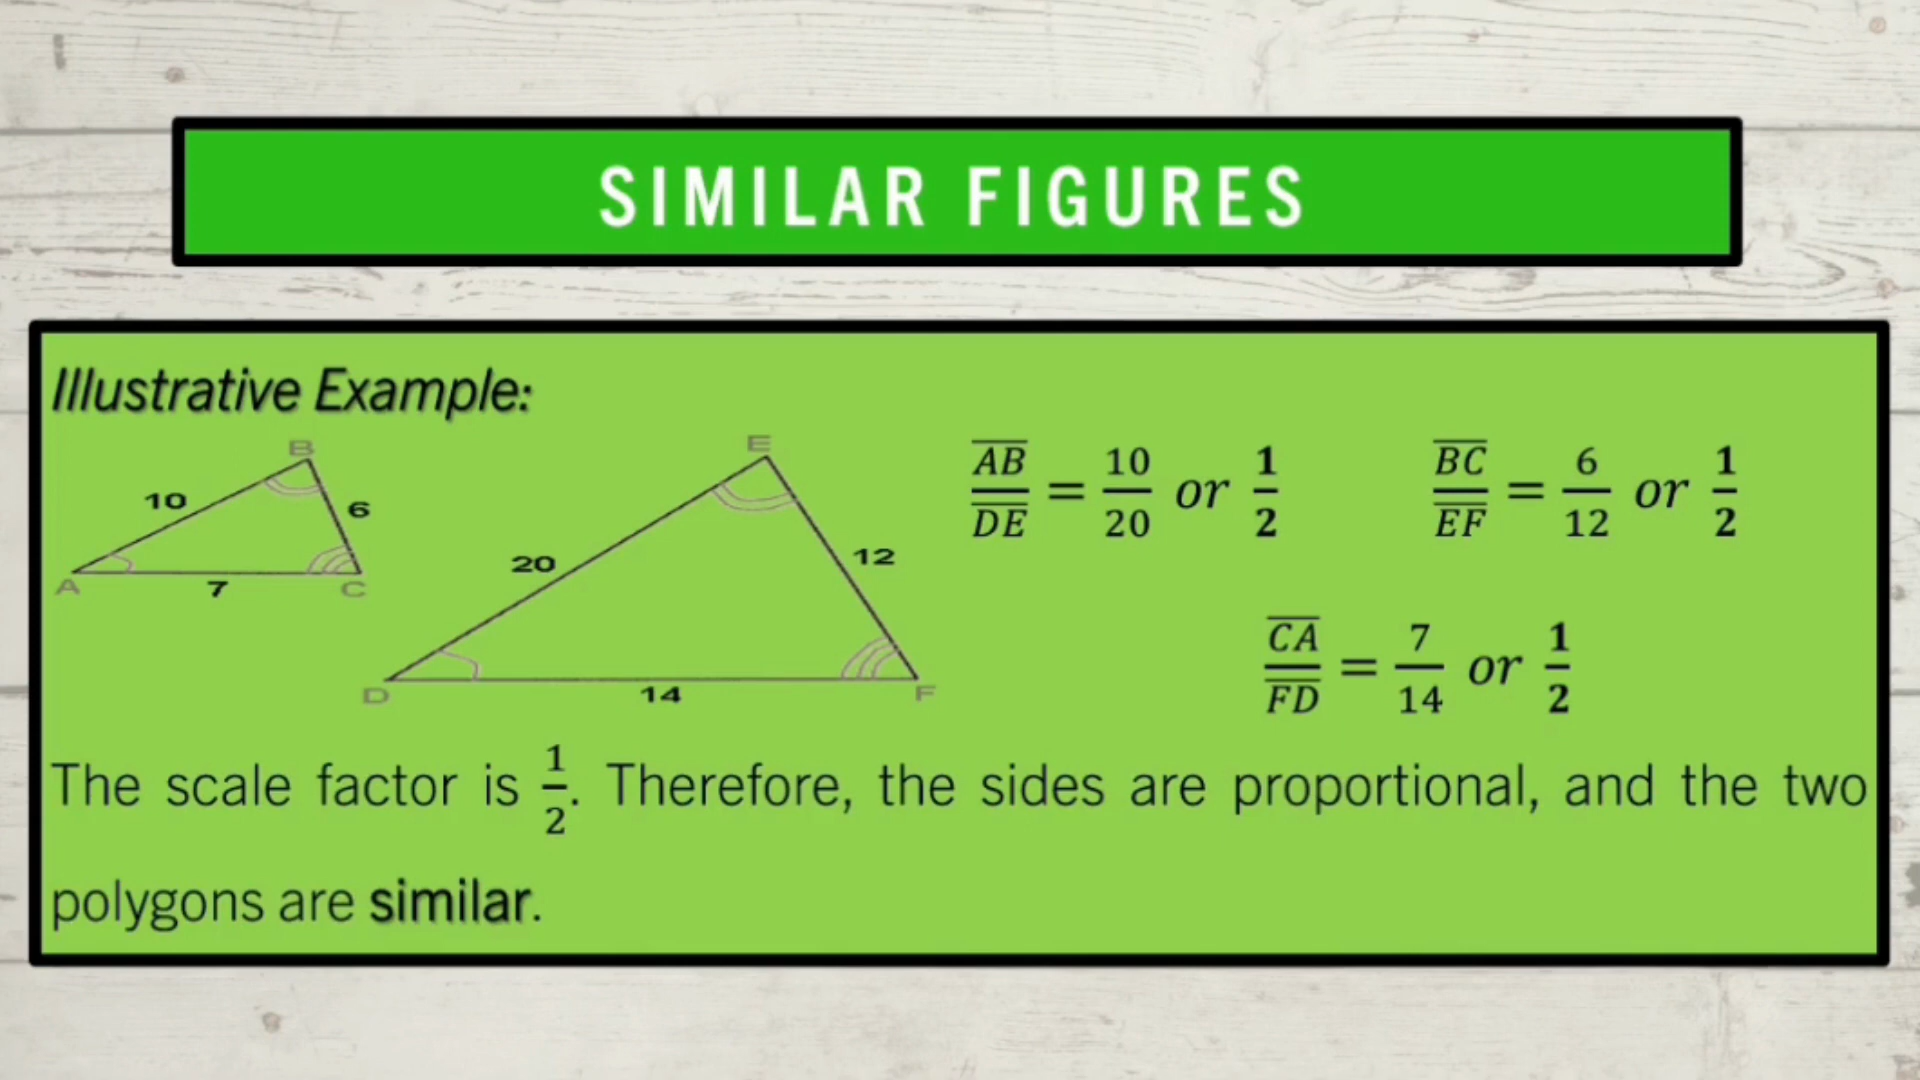 SIMILAR FIGURES
Illustrative Example:
B
10
6
A
7
C
E
20
12
D
14
F
AB/DE = 10/20 or 1/2
BC/EF = 6/12 or 1/2
CA/FD = 7/14 or 1/2
The scale factor is 1/2. Therefore, the sides are proportional, and the two
polygons are similar.